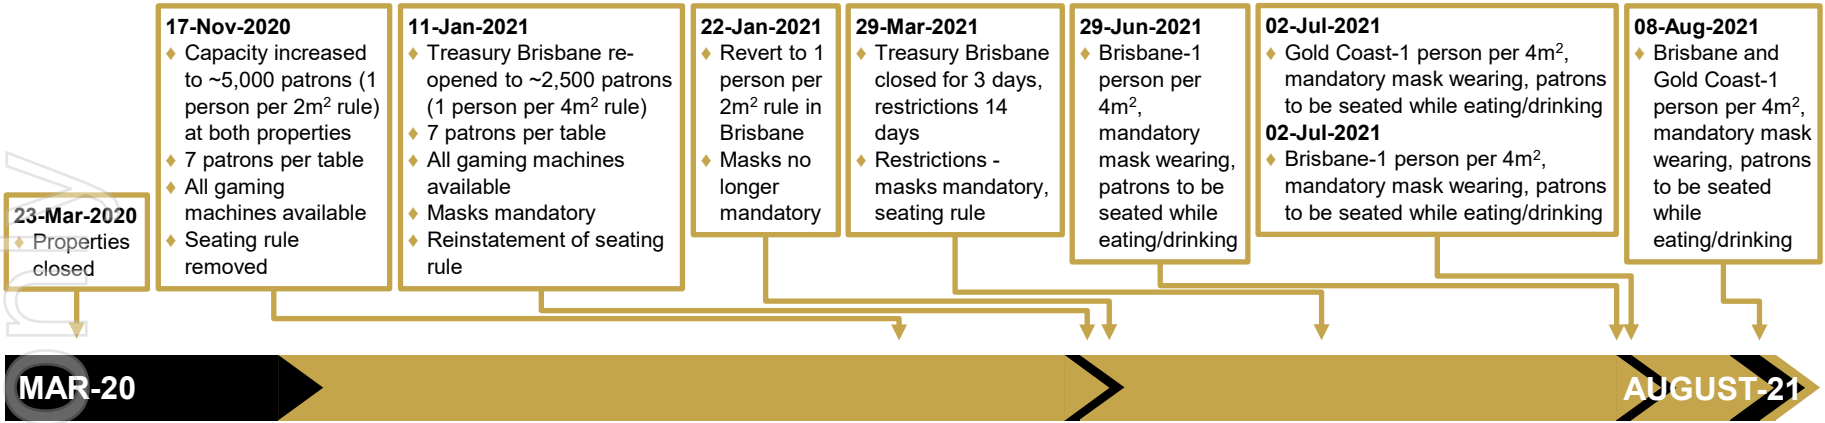 23-Mar-2020
♦ Properties
closed
17-Nov-2020
♦ Capacity increased
to ~5,000 patrons (1
person per 2m² rule)
at both properties
♦ 7 patrons per table
♦ All gaming
machines available
♦ Seating rule
removed
11-Jan-2021
♦ Treasury Brisbane re-
opened to ~2,500 patrons
(1 person per 4m² rule)
♦ 7 patrons per table
♦ All gaming machines
available
♦ Masks mandatory
♦ Reinstatement of seating
rule
22-Jan-2021
♦ Revert to 1
person per
2m² rule in
Brisbane
♦ Masks no
longer
mandatory
29-Mar-2021
♦ Treasury Brisbane
closed for 3 days,
restrictions 14
days
♦ Restrictions -
masks mandatory,
seating rule
29-Jun-2021
♦ Brisbane-1
person per
4m²,
mandatory
mask wearing,
patrons to be
seated while
eating/drinking
02-Jul-2021
♦ Gold Coast-1 person per 4m²,
mandatory mask wearing, patrons
to be seated while eating/drinking
02-Jul-2021
♦ Brisbane-1 person per 4m²,
mandatory mask wearing, patrons
to be seated while eating/drinking
08-Aug-2021
♦ Brisbane and
Gold Coast-1
person per 4m²,
mandatory mask
wearing, patrons
to be seated
while
eating/drinking
MAR-20
AUGUST-21
only